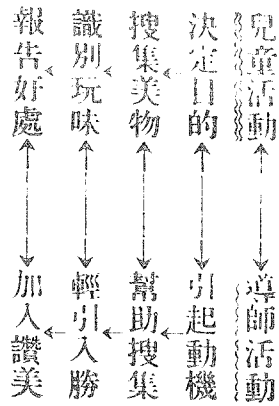 兒童活動
決定目的
搜集美物
識別玩味
報告好處
導師活動
引起動機
幫助搜集
輕引入勝
加入讚美